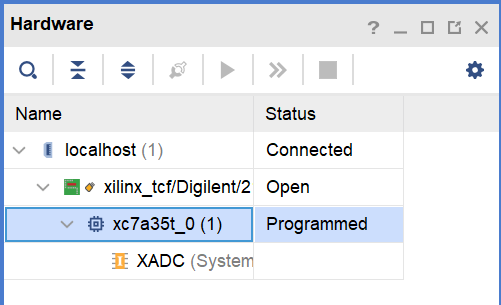 Hardware
Name Status
localhost (1) Connected
xilinx_tcf/Digilent/2 Open
xc7a35t_0 (1) Programmed
XADC (System